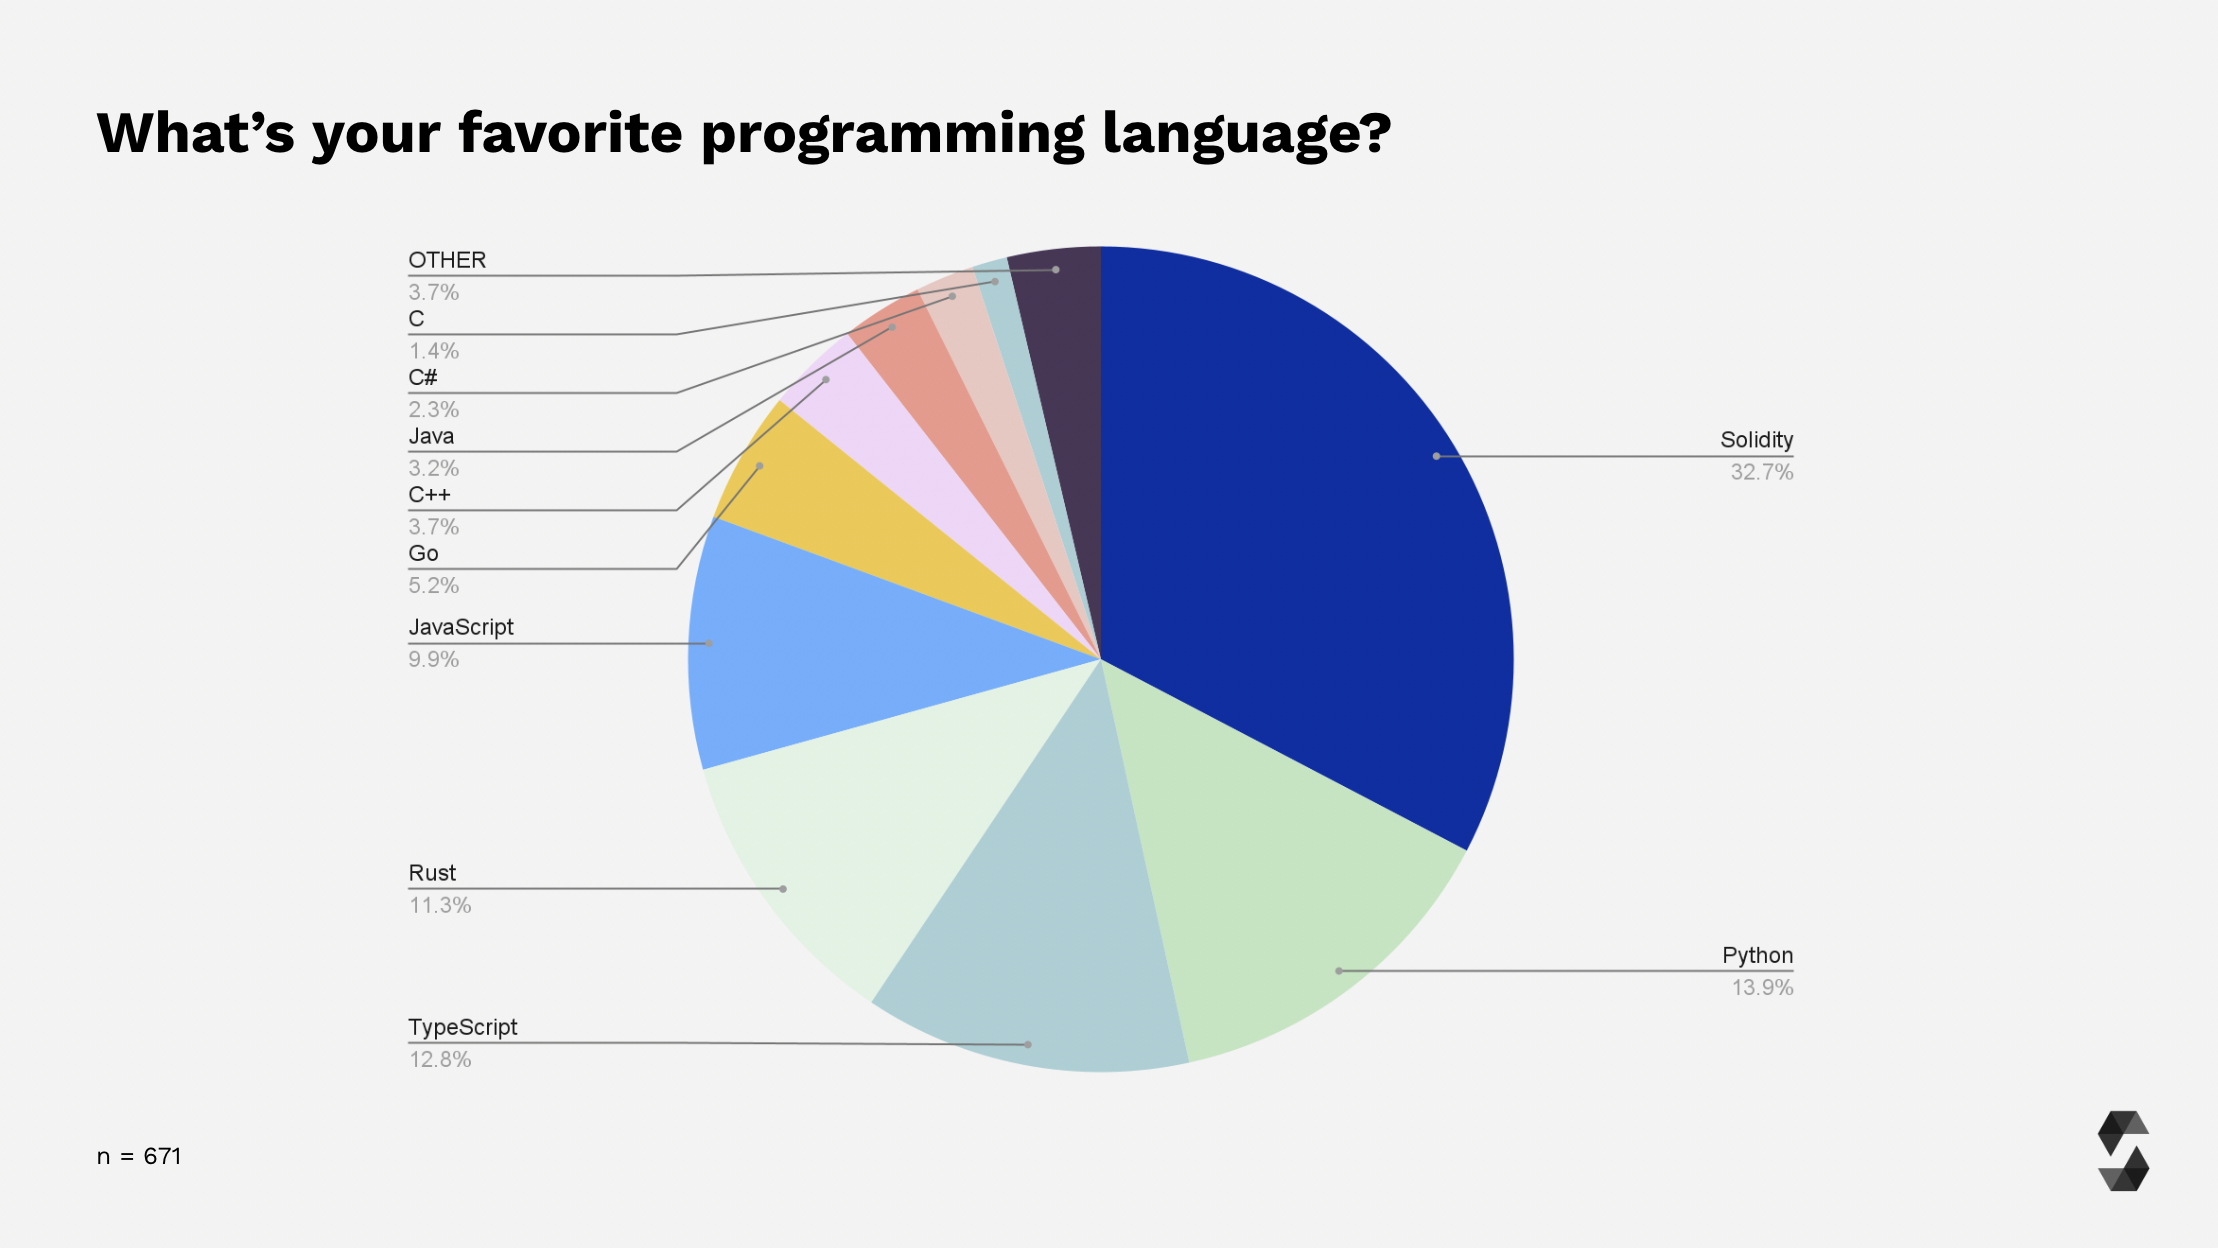 What’s your favorite programming language?
OTHER
3.7%
C
1.4%
C#
2.3%
Java
3.2%
C++
3.7%
Go
5.2%
JavaScript
9.9%
Rust
11.3%
TypeScript
12.8%
Solidity
32.7%
Python
13.9%
n = 671